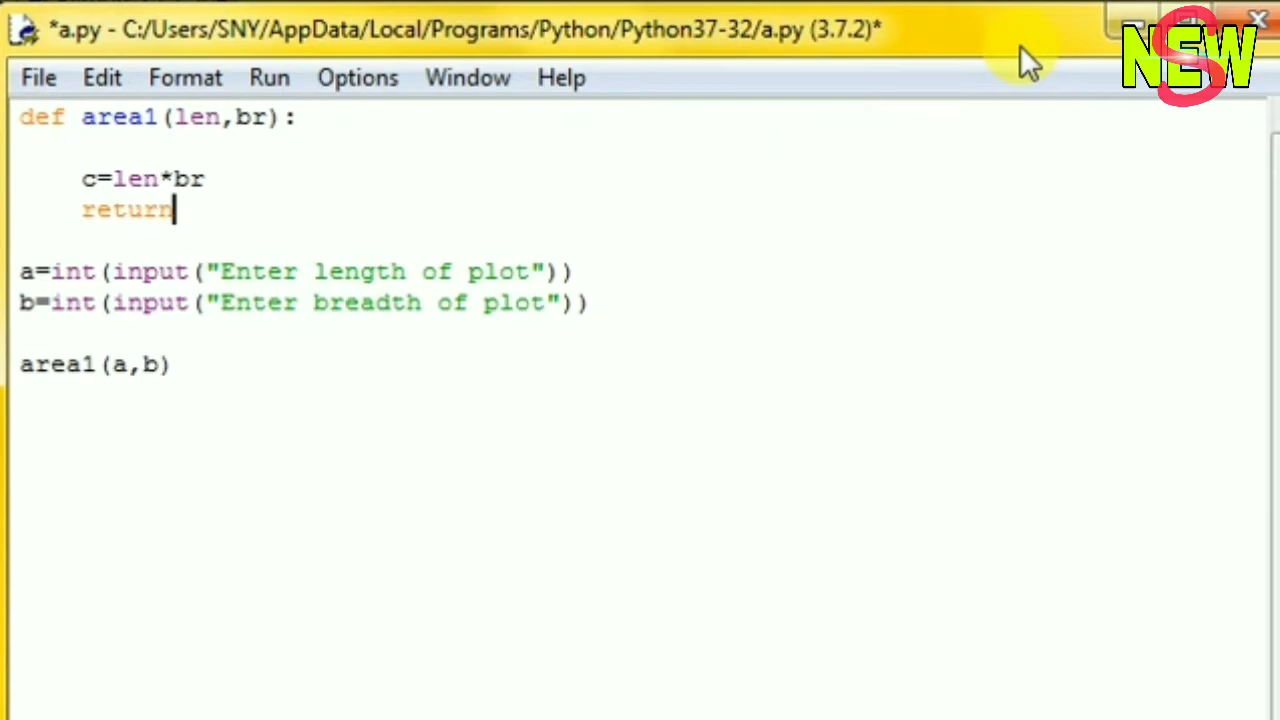 *a.py - C:/Users/SNY/AppData/Local/Programs/Python/Python37-32/a.py (3.7.2)*
NEW
S
File Edit Format Run Options Window Help
def area1(len,br):
c=len*br
return
a=int(input("Enter length of plot"))
b=int(input("Enter breadth of plot"))
area1(a,b)